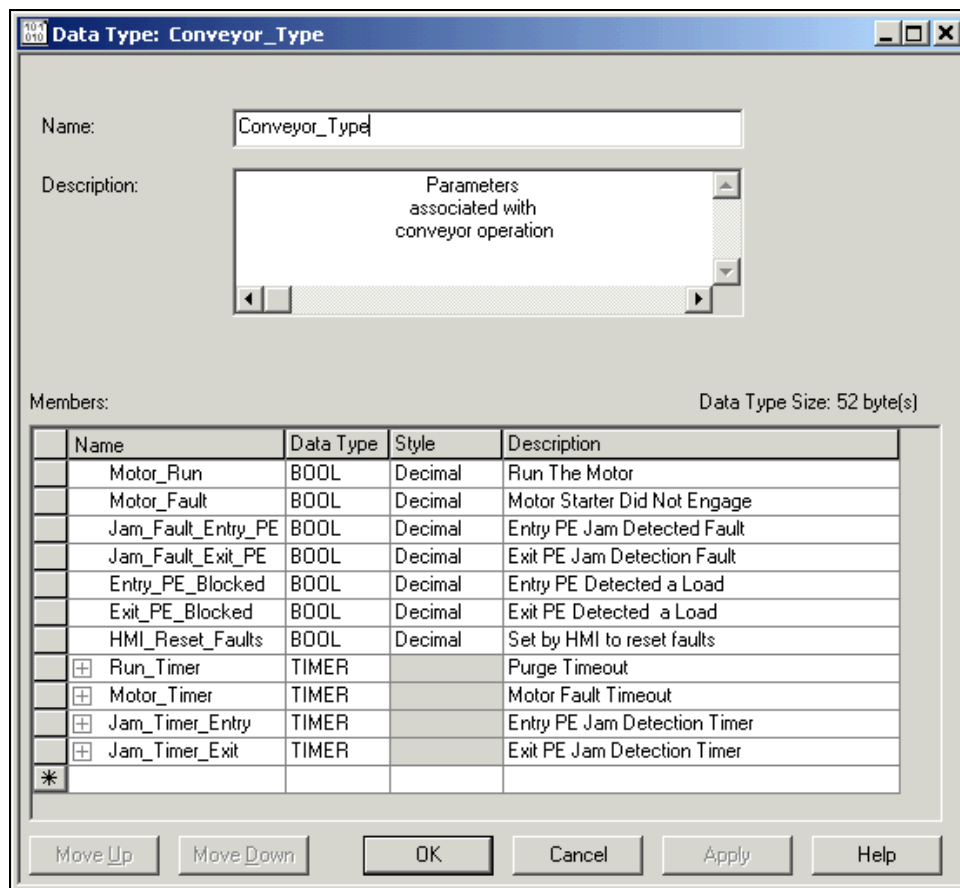 101 010 Data Type: Conveyor_Type
Name: Conveyor_Type
Description: Parameters
associated with
conveyor operation
Members: Data Type Size: 52 byte(s)
Name Data Type Style Description
Motor_Run BOOL Decimal Run The Motor
Motor_Fault BOOL Decimal Motor Starter Did Not Engage
Jam_Fault_Entry_PE BOOL Decimal Entry PE Jam Detected Fault
Jam_Fault_Exit_PE BOOL Decimal Exit PE Jam Detection Fault
Entry_PE_Blocked BOOL Decimal Entry PE Detected a Load
Exit_PE_Blocked BOOL Decimal Exit PE Detected  a Load
HMI_Reset_Faults BOOL Decimal Set by HMI to reset faults
Run_Timer TIMER Purge Timeout
Motor_Timer TIMER Motor Fault Timeout
Jam_Timer_Entry TIMER Entry PE Jam Detection Timer
Jam_Timer_Exit TIMER Exit PE Jam Detection Timer
Move Up Move Down OK Cancel Apply Help